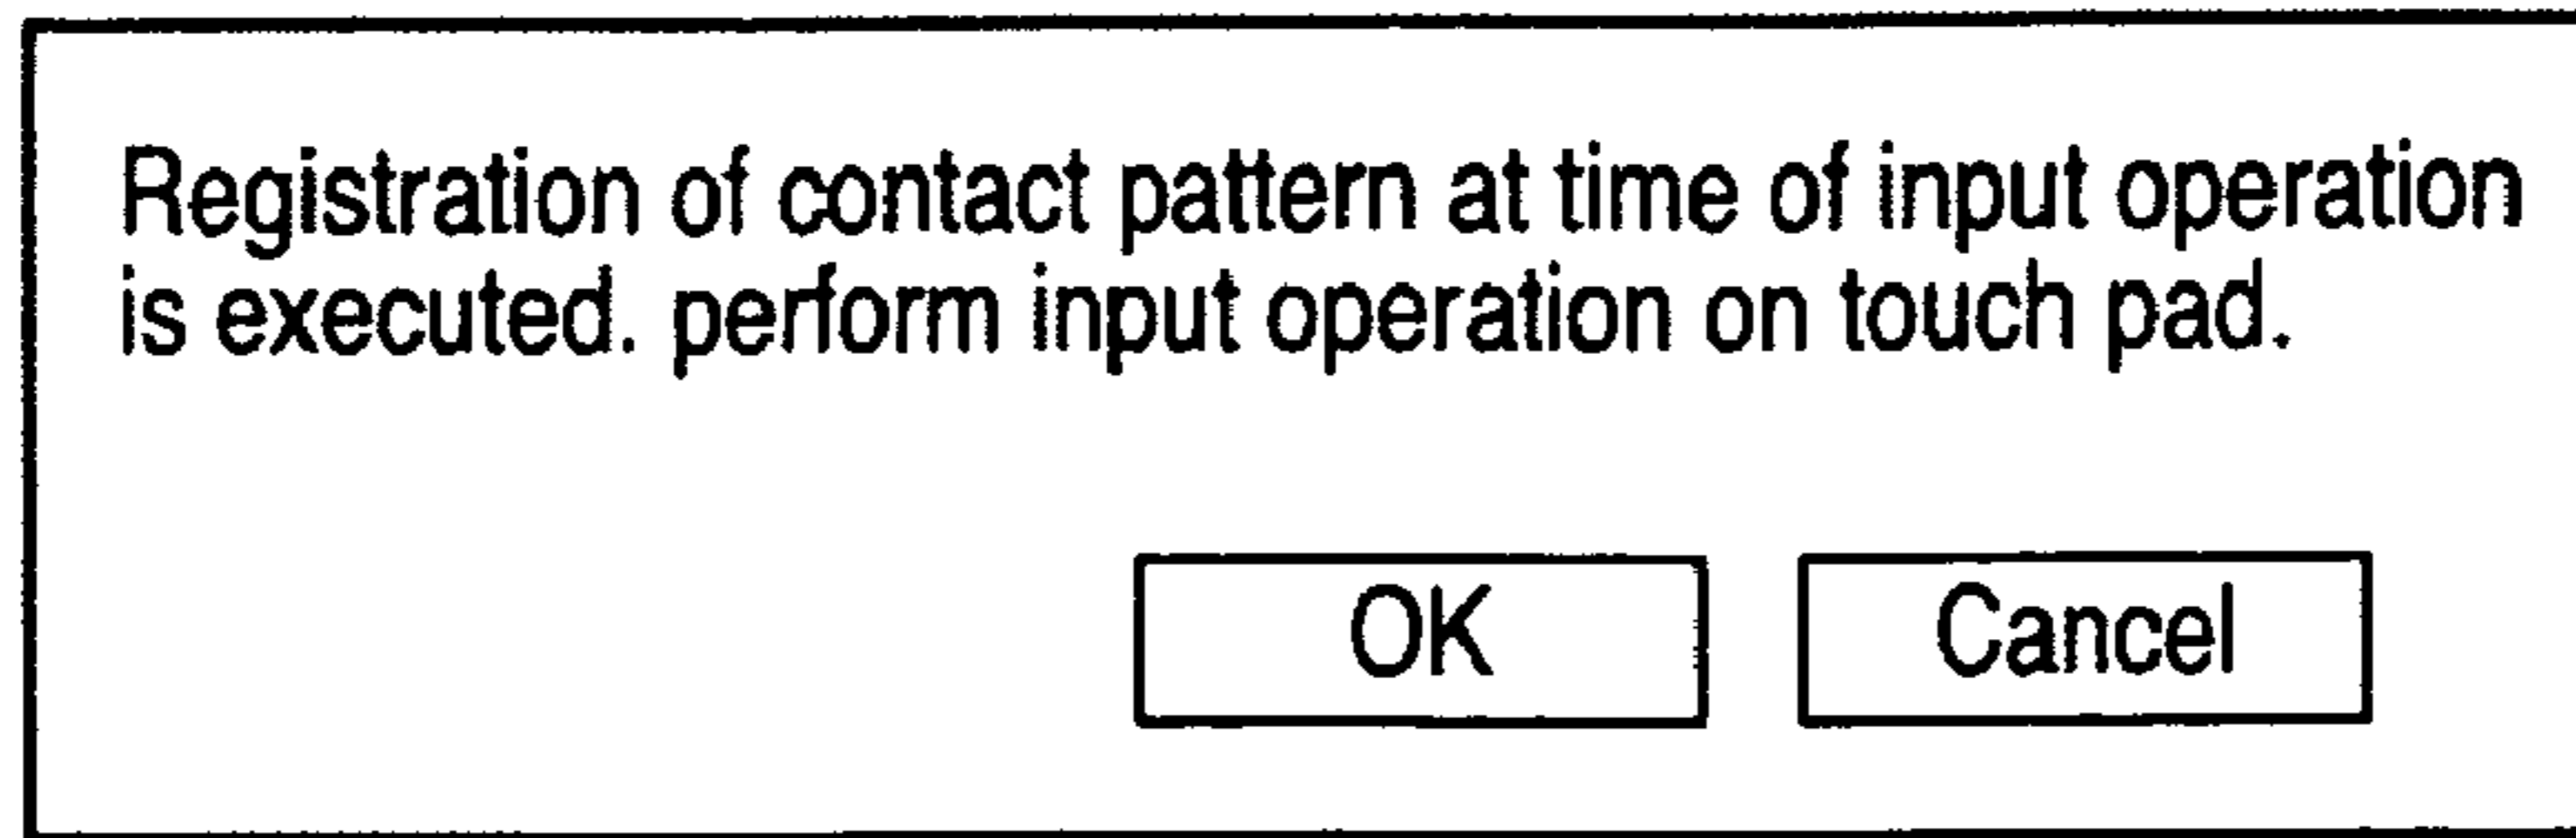 Registration of contact pattern at time of input operation
is executed. perform input operation on touch pad.
OK
Cancel